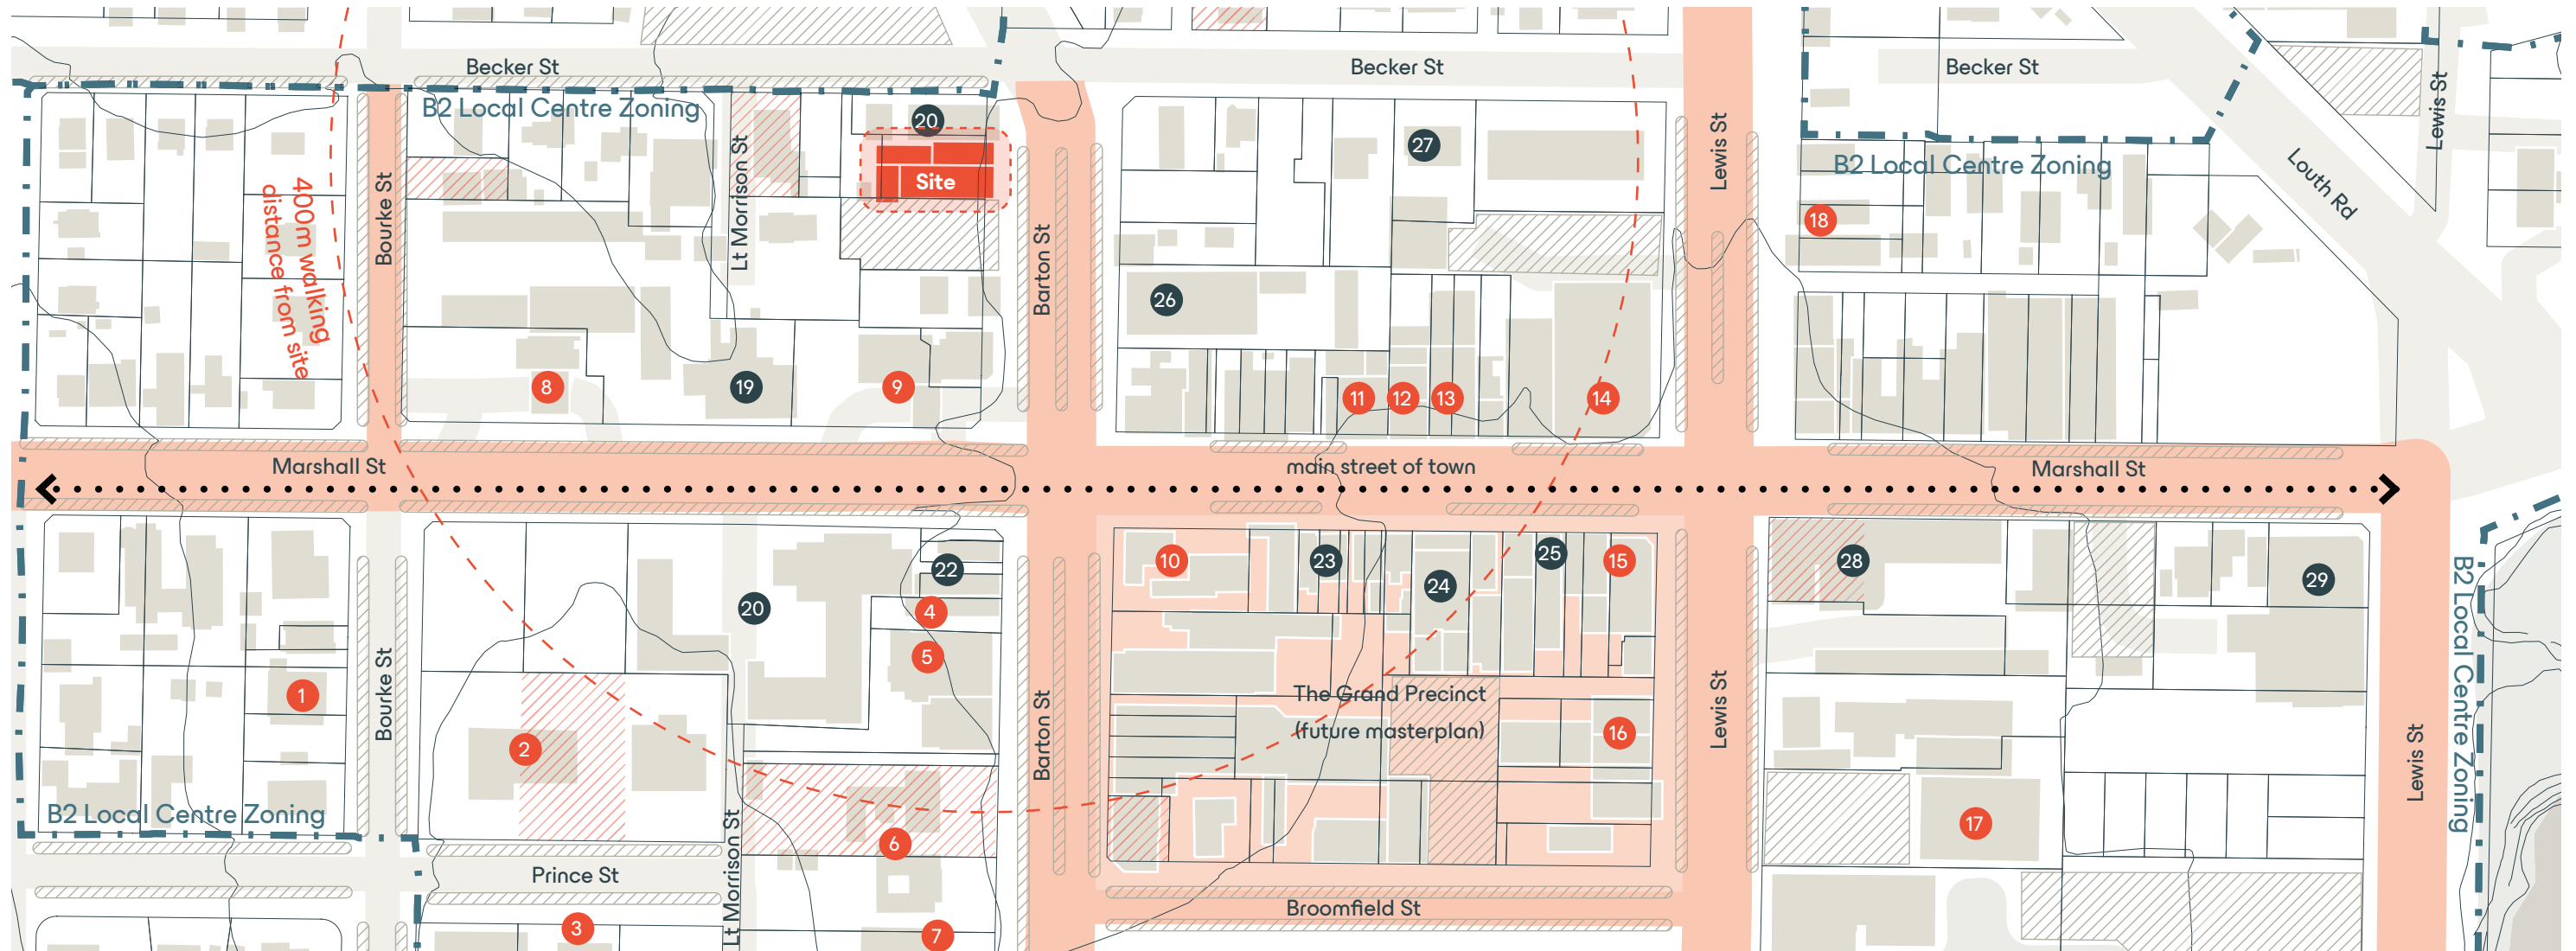 Becker St
Becker St
Becker St
Lewis St
B2 Local Centre Zoning
20
Site
27
Lewis St
B2 Local Centre Zoning
Louth Rd
Bourke St
Lt Morrison St
400m walking
distance from site
18
Barton St
26
8
19
9
11
12
13
14
Marshall St
main street of town
Marshall St
10
23
25
15
28
22
24
29
20
4
5
1
Bourke St
2
Barton St
The Grand Precinct
(future masterplan)
16
Lewis St
Lewis St
B2 Local Centre Zoning
B2 Local Centre Zoning
17
6
Prince St
Lt Morrison St
Broomfield St
3
7